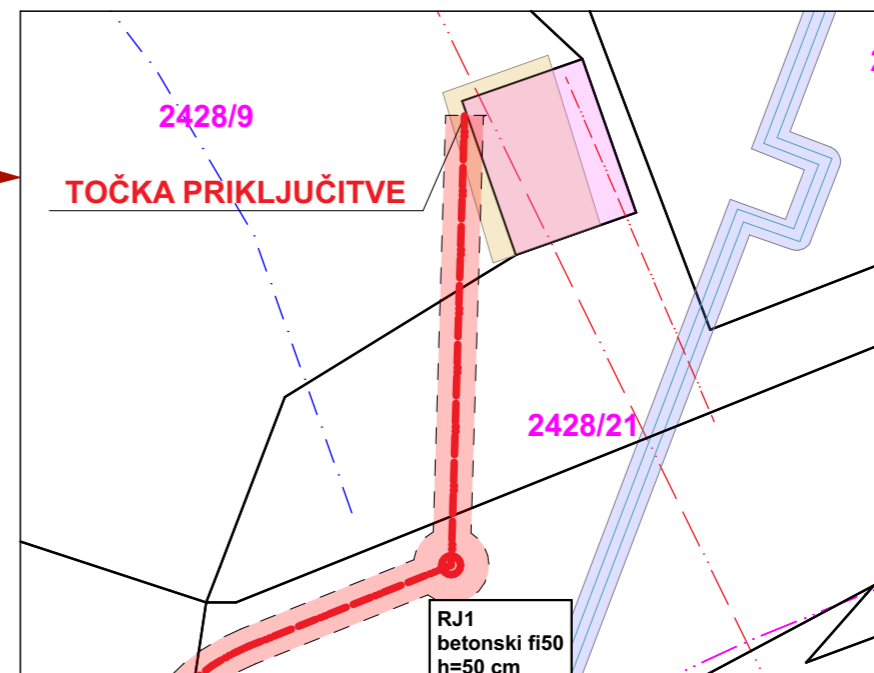 2428/9
TOČKA PRIKLJUČITVE
2428/21
RJ1
betonski fi50
h=50 cm